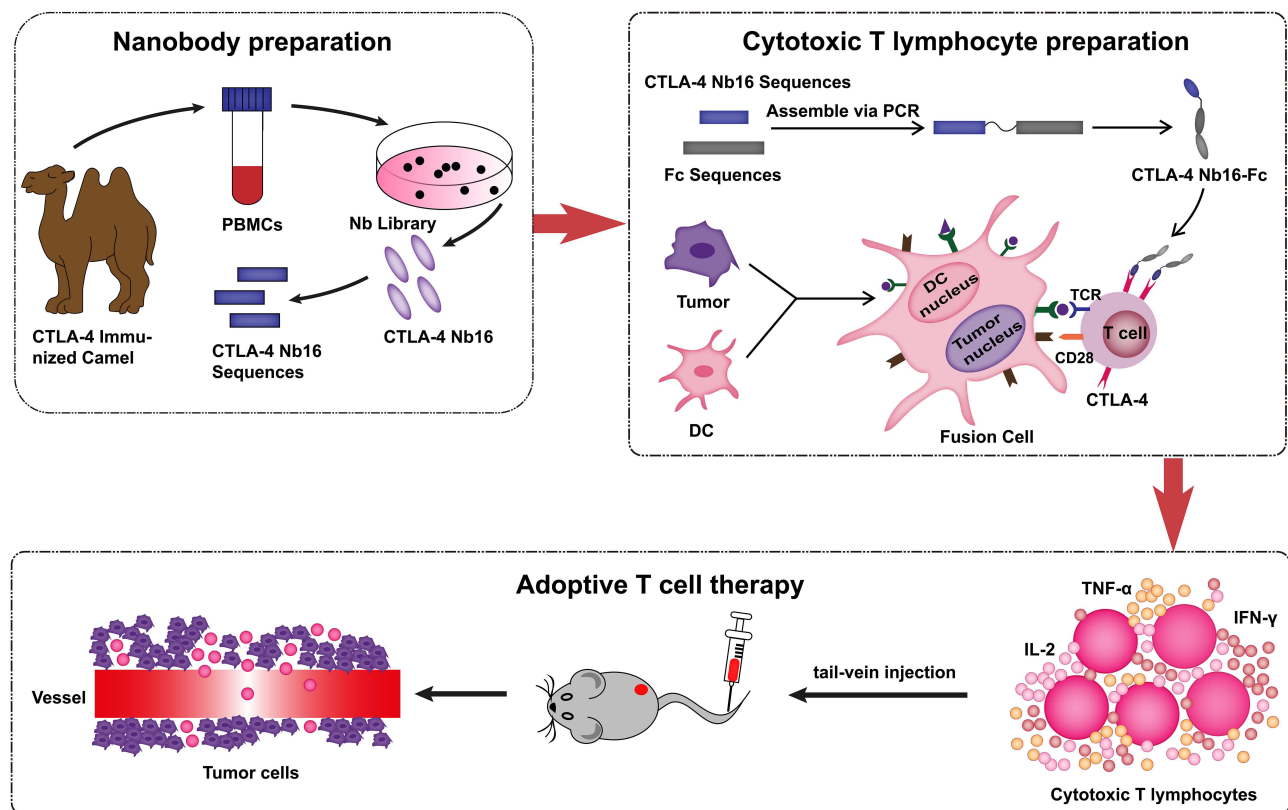 Nanobody preparation
PBMCs
Nb Library
CTLA-4 Immu-
nized Camel
CTLA-4 Nb16
Sequences
CTLA-4 Nb16
Cytotoxic T lymphocyte preparation
CTLA-4 Nb16 Sequences
Assemble via PCR
Fc Sequences
CTLA-4 Nb16-Fc
Tumor
DC
DC
nucleus
Tumor
nucleus
TCR
T cell
CD28
CTLA-4
Fusion Cell
Adoptive T cell therapy
Vessel
Tumor cells
tail-vein injection
TNF-α
IFN-γ
IL-2
Cytotoxic T lymphocytes